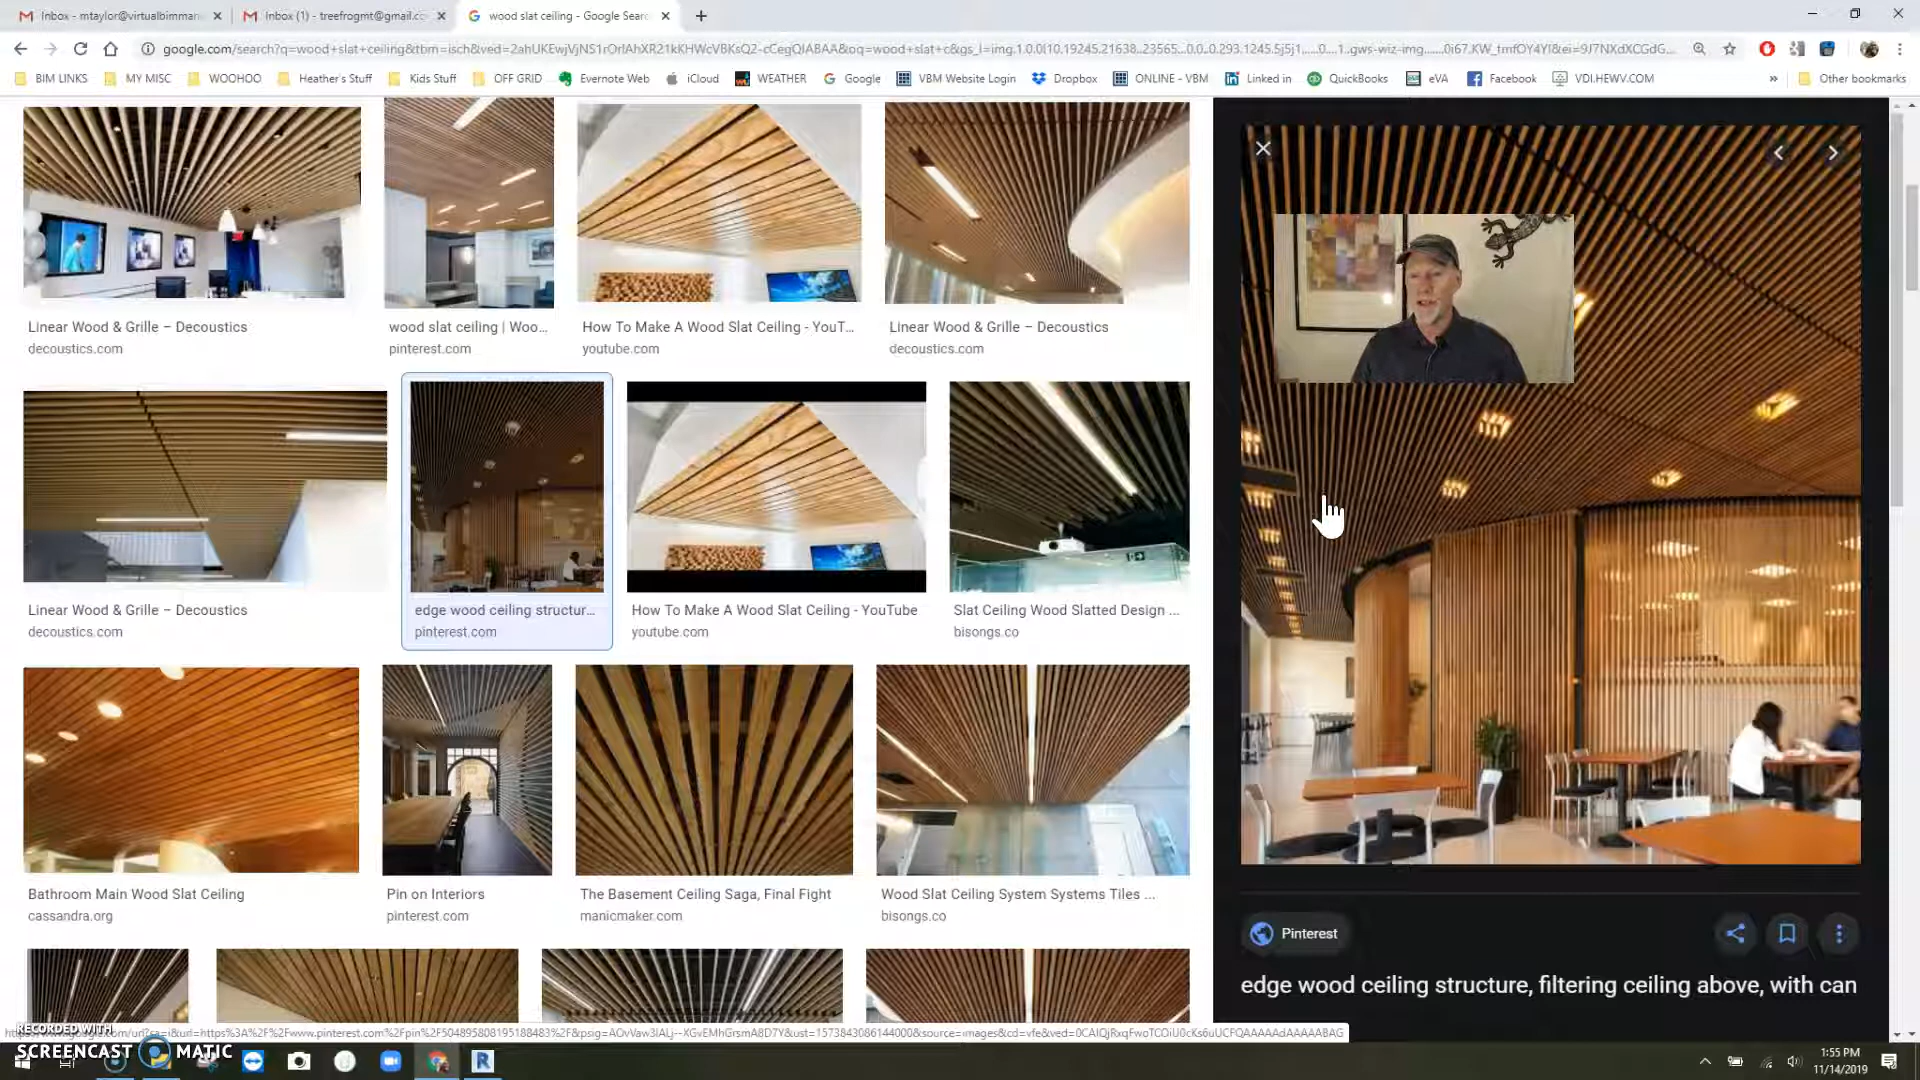 Inbox - mtaylor@virtualbimman
Inbox (1) - treefrogmt@gmail.co
wood slat ceiling - Google Sear
BIM LINKS
MY MISC
WOOHOO
Heather's Stuff
Kids Stuff
OFF GRID
Evernote Web
iCloud
WEATHER
Google
VBM Website Login
Dropbox
ONLINE - VBM
Linked in
QuickBooks
eVA
Facebook
VDI.HEWV.COM
»
Other bookmarks
Linear Wood & Grille – Decoustics
decoustics.com
wood slat ceiling | Woo...
pinterest.com
How To Make A Wood Slat Ceiling - YouT...
youtube.com
Linear Wood & Grille – Decoustics
decoustics.com
Linear Wood & Grille – Decoustics
decoustics.com
edge wood ceiling structur...
pinterest.com
How To Make A Wood Slat Ceiling - YouTube
youtube.com
Slat Ceiling Wood Slatted Design ...
bisongs.co
Bathroom Main Wood Slat Ceiling
cassandra.org
Pin on Interiors
pinterest.com
The Basement Ceiling Saga, Final Fight
manicmaker.com
Wood Slat Ceiling System Systems Tiles ...
bisongs.co
Pinterest
edge wood ceiling structure, filtering ceiling above, with can
RECORDED WITH
SCREENCAST MATIC
1:55 PM
11/14/2019